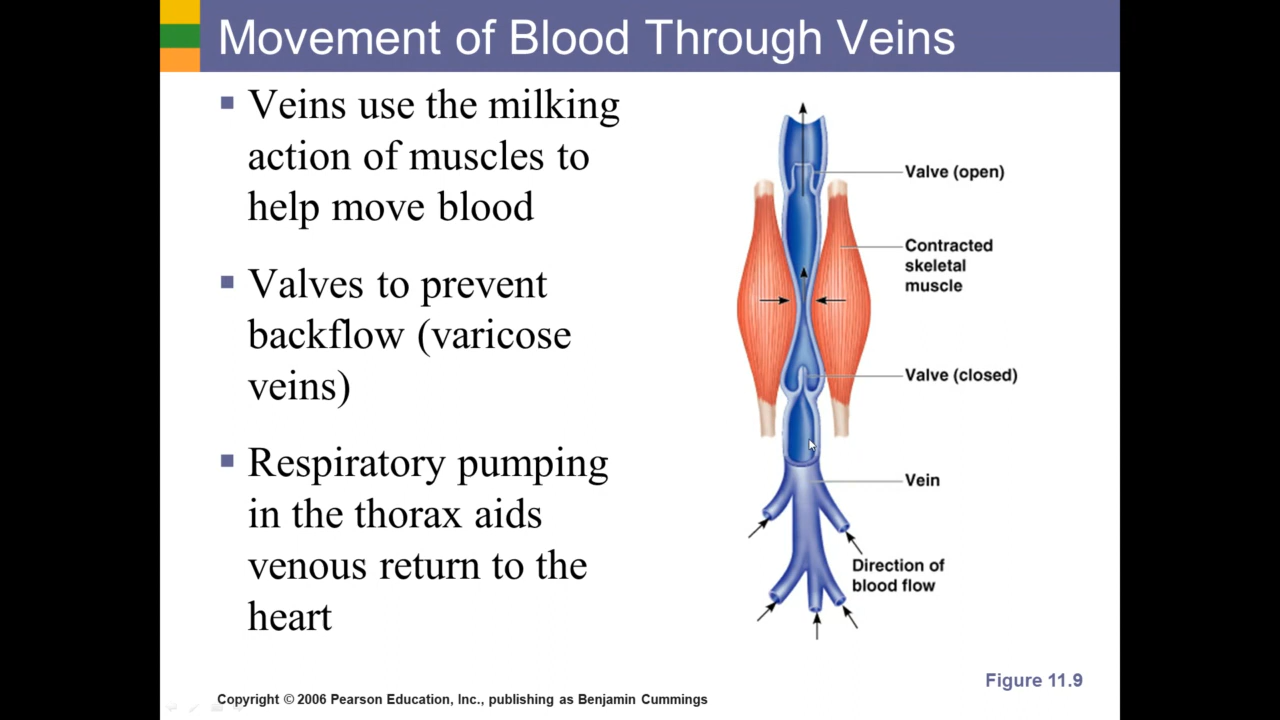 Movement of Blood Through Veins
Veins use the milking
action of muscles to
help move blood
Valves to prevent
backflow (varicose
veins)
Respiratory pumping
in the thorax aids
venous return to the
heart
Valve (open)
Contracted
skeletal
muscle
Valve (closed)
Vein
Direction of
blood flow
Figure 11.9
Copyright © 2006 Pearson Education, Inc., publishing as Benjamin Cummings